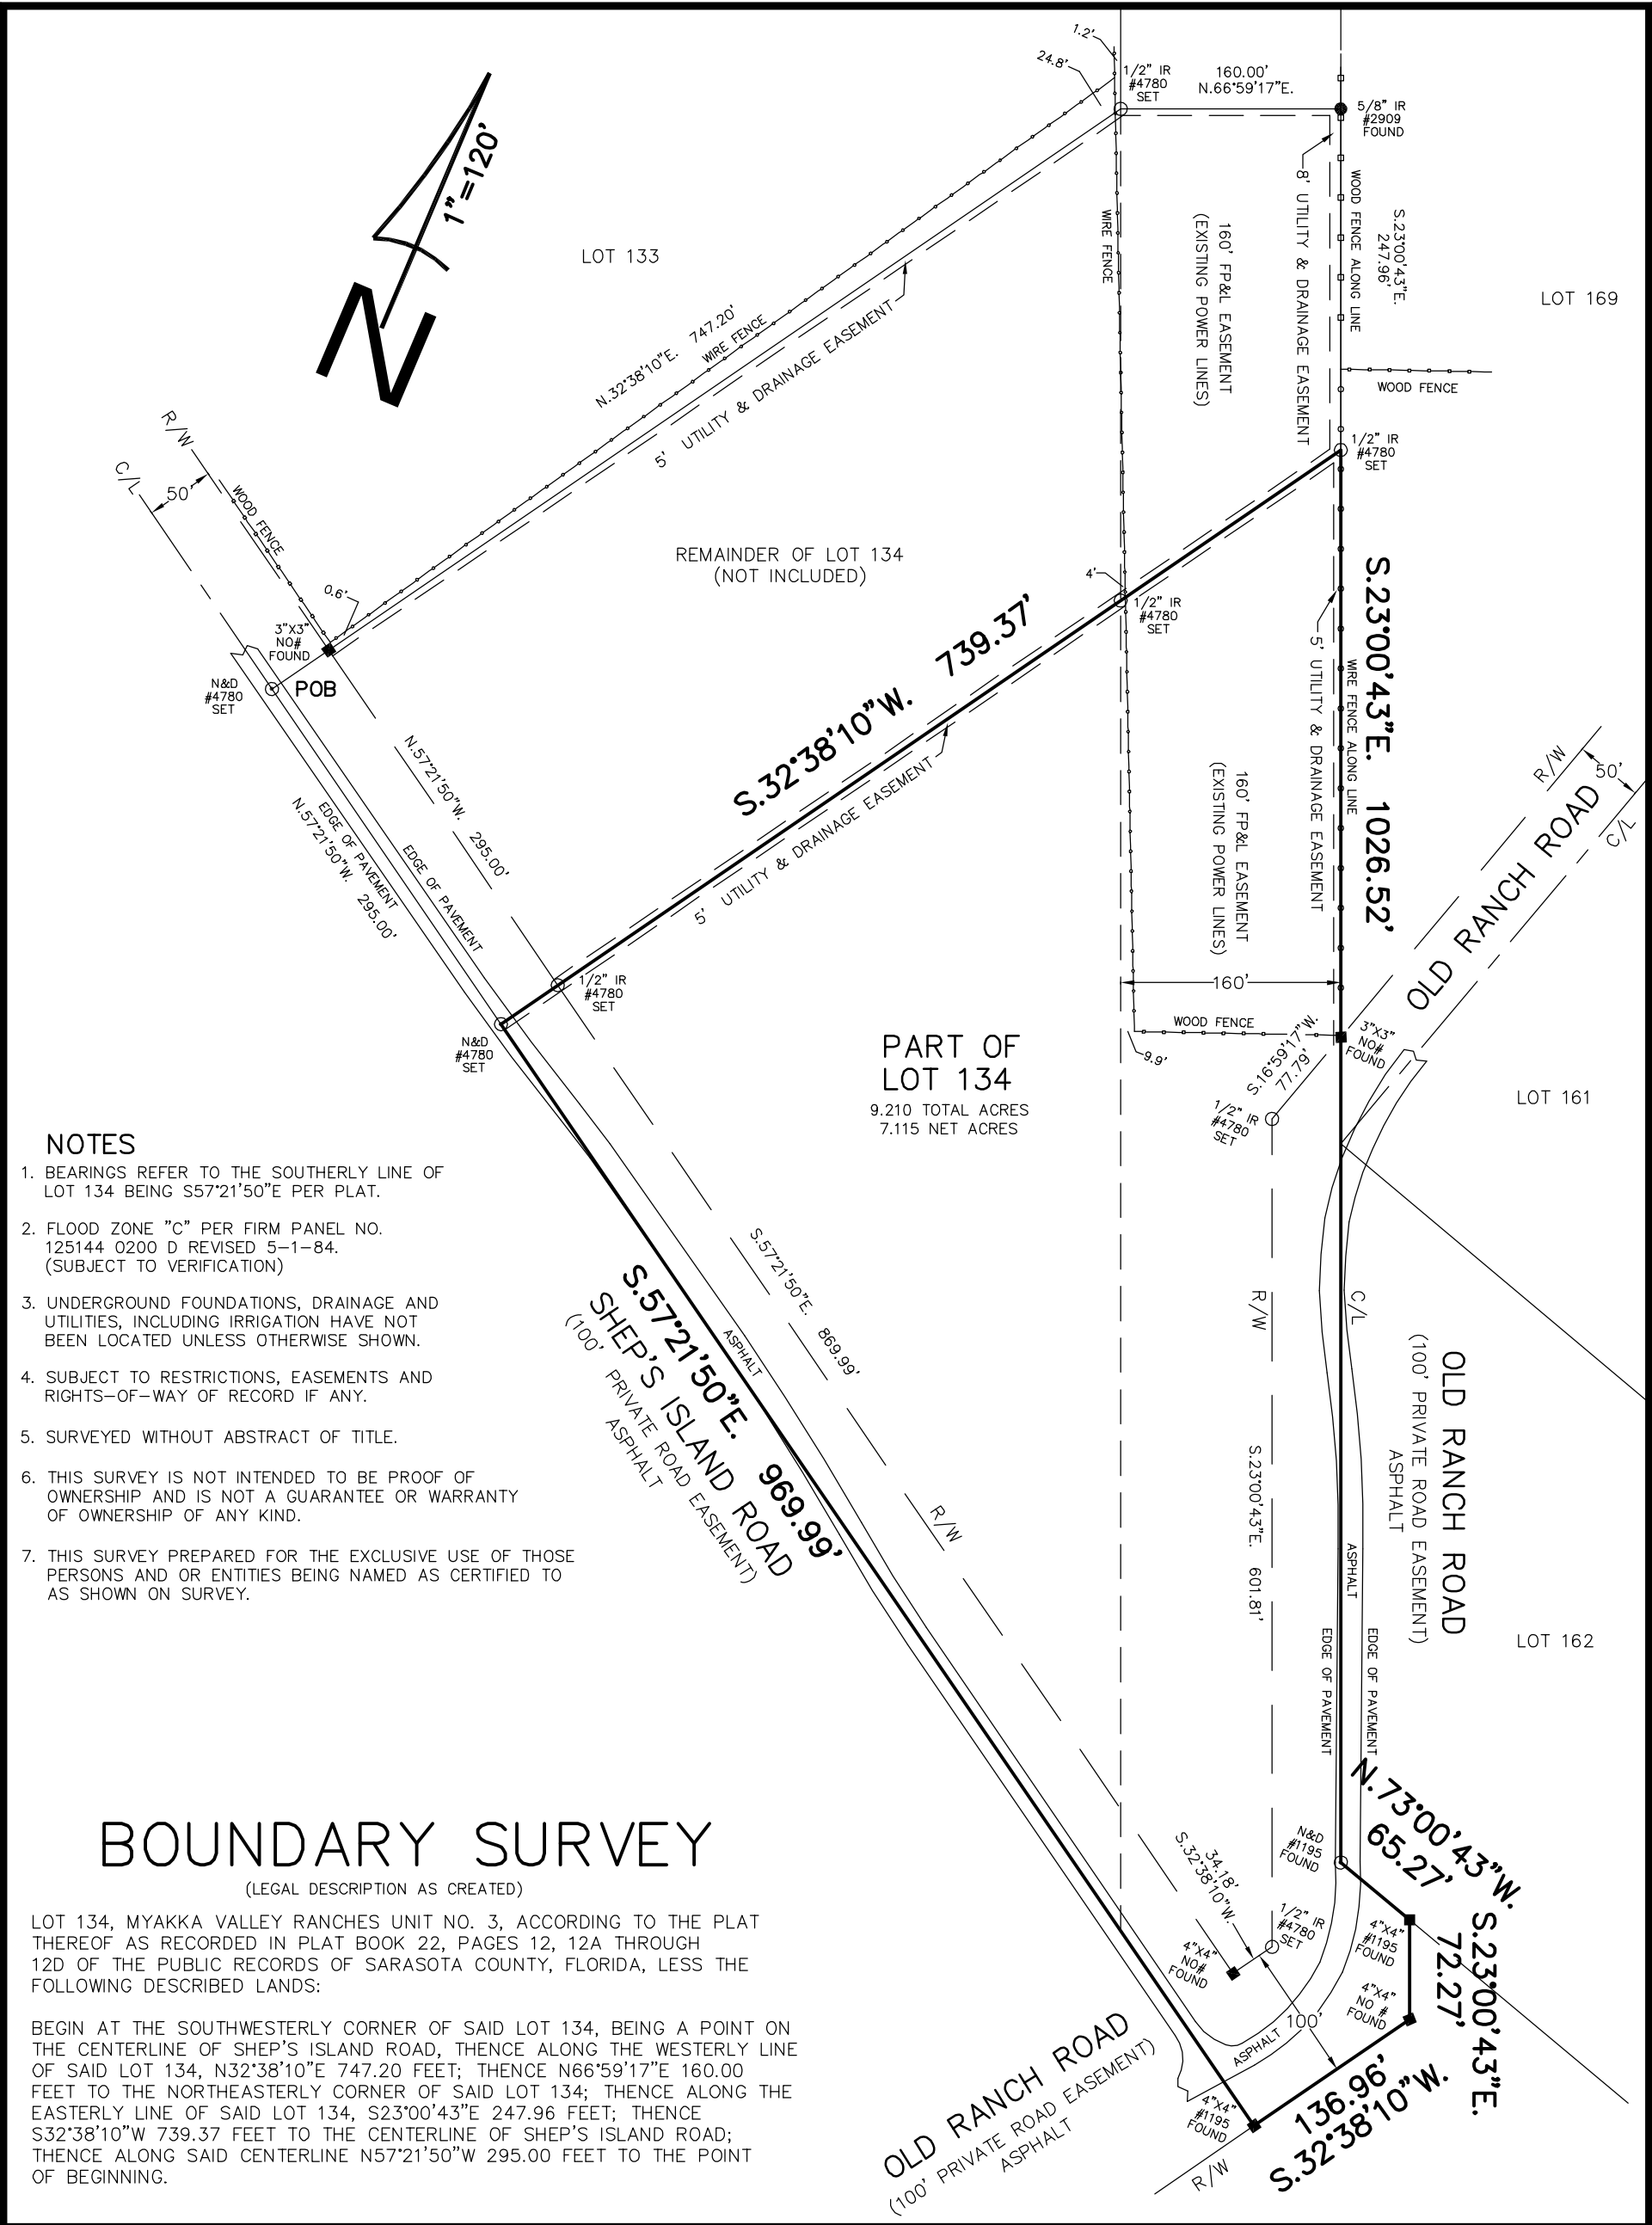 1.2'
24.8'
1/2" IR
#4780
SET
160.00'
N.66°59'17"E.
5/8" IR
#2909
FOUND
1"=120'
N
LOT 133
WIRE FENCE
160' FP&L EASEMENT
(EXISTING POWER LINES)
8' UTILITY & DRAINAGE EASEMENT
WOOD FENCE ALONG LINE
S.23°00'43"E.
247.96'
LOT 169
N.32°38'10"E. 747.20'
WIRE FENCE
5' UTILITY & DRAINAGE EASEMENT
WOOD FENCE
1/2" IR
#4780
SET
R/W
C/L
50'
WOOD FENCE
0.6'
3"X3"
NO#
FOUND
N&D
#4780
SET
POB
REMAINDER OF LOT 134
(NOT INCLUDED)
4'
1/2" IR
#4780
SET
S.32°38'10"W. 739.37'
5' UTILITY & DRAINAGE EASEMENT
S.23°00'43"E. 1026.52'
WIRE FENCE ALONG LINE
5' UTILITY & DRAINAGE EASEMENT
160' FP&L EASEMENT
(EXISTING POWER LINES)
R/W
50'
C/L
OLD RANCH ROAD
N.57°21'50"W. 295.00'
EDGE OF PAVEMENT
EDGE OF PAVEMENT
N.57°21'50"W. 295.00'
1/2" IR
#4780
SET
N&D
#4780
SET
160'
WOOD FENCE
9.9'
S.16°59'17"W.
77.79'
3"X3"
NO#
FOUND
1/2" IR
#4780
SET
PART OF
LOT 134
9.210 TOTAL ACRES
7.115 NET ACRES
LOT 161
NOTES
1. BEARINGS REFER TO THE SOUTHERLY LINE OF
LOT 134 BEING S57°21'50"E PER PLAT.
2. FLOOD ZONE "C" PER FIRM PANEL NO.
125144 0200 D REVISED 5-1-84.
(SUBJECT TO VERIFICATION)
3. UNDERGROUND FOUNDATIONS, DRAINAGE AND
UTILITIES, INCLUDING IRRIGATION HAVE NOT
BEEN LOCATED UNLESS OTHERWISE SHOWN.
4. SUBJECT TO RESTRICTIONS, EASEMENTS AND
RIGHTS-OF-WAY OF RECORD IF ANY.
5. SURVEYED WITHOUT ABSTRACT OF TITLE.
6. THIS SURVEY IS NOT INTENDED TO BE PROOF OF
OWNERSHIP AND IS NOT A GUARANTEE OR WARRANTY
OF OWNERSHIP OF ANY KIND.
7. THIS SURVEY PREPARED FOR THE EXCLUSIVE USE OF THOSE
PERSONS AND OR ENTITIES BEING NAMED AS CERTIFIED TO
AS SHOWN ON SURVEY.
S.57°21'50"E. 869.99'
ASPHALT
S.57°21'50"E. 969.99'
SHEP'S ISLAND ROAD
(100' PRIVATE ROAD EASEMENT)
ASPHALT
R/W
R/W
C/L
S.23°00'43"E. 601.81'
OLD RANCH ROAD
(100' PRIVATE ROAD EASEMENT)
ASPHALT
ASPHALT
EDGE OF PAVEMENT
EDGE OF PAVEMENT
LOT 162
N.73°00'43"W.
65.27'
N&D
#1195
FOUND
S.32°38'10"W.
34.18'
1/2" IR
#4780
SET
4"X4"
NO#
FOUND
4"X4"
#1195
FOUND
S.23°00'43"E.
72.27'
4"X4"
NO #
FOUND
100'
ASPHALT
4"X4"
#1195
FOUND
136.96'
S.32°38'10"W.
R/W
OLD RANCH ROAD
(100' PRIVATE ROAD EASEMENT)
ASPHALT
BOUNDARY SURVEY
(LEGAL DESCRIPTION AS CREATED)
LOT 134, MYAKKA VALLEY RANCHES UNIT NO. 3, ACCORDING TO THE PLAT
THEREOF AS RECORDED IN PLAT BOOK 22, PAGES 12, 12A THROUGH
12D OF THE PUBLIC RECORDS OF SARASOTA COUNTY, FLORIDA, LESS THE
FOLLOWING DESCRIBED LANDS:
BEGIN AT THE SOUTHWESTERLY CORNER OF SAID LOT 134, BEING A POINT ON
THE CENTERLINE OF SHEP'S ISLAND ROAD, THENCE ALONG THE WESTERLY LINE
OF SAID LOT 134, N32°38'10"E 747.20 FEET; THENCE N66°59'17"E 160.00
FEET TO THE NORTHEASTERLY CORNER OF SAID LOT 134; THENCE ALONG THE
EASTERLY LINE OF SAID LOT 134, S23°00'43"E 247.96 FEET; THENCE
S32°38'10"W 739.37 FEET TO THE CENTERLINE OF SHEP'S ISLAND ROAD;
THENCE ALONG SAID CENTERLINE N57°21'50"W 295.00 FEET TO THE POINT
OF BEGINNING.